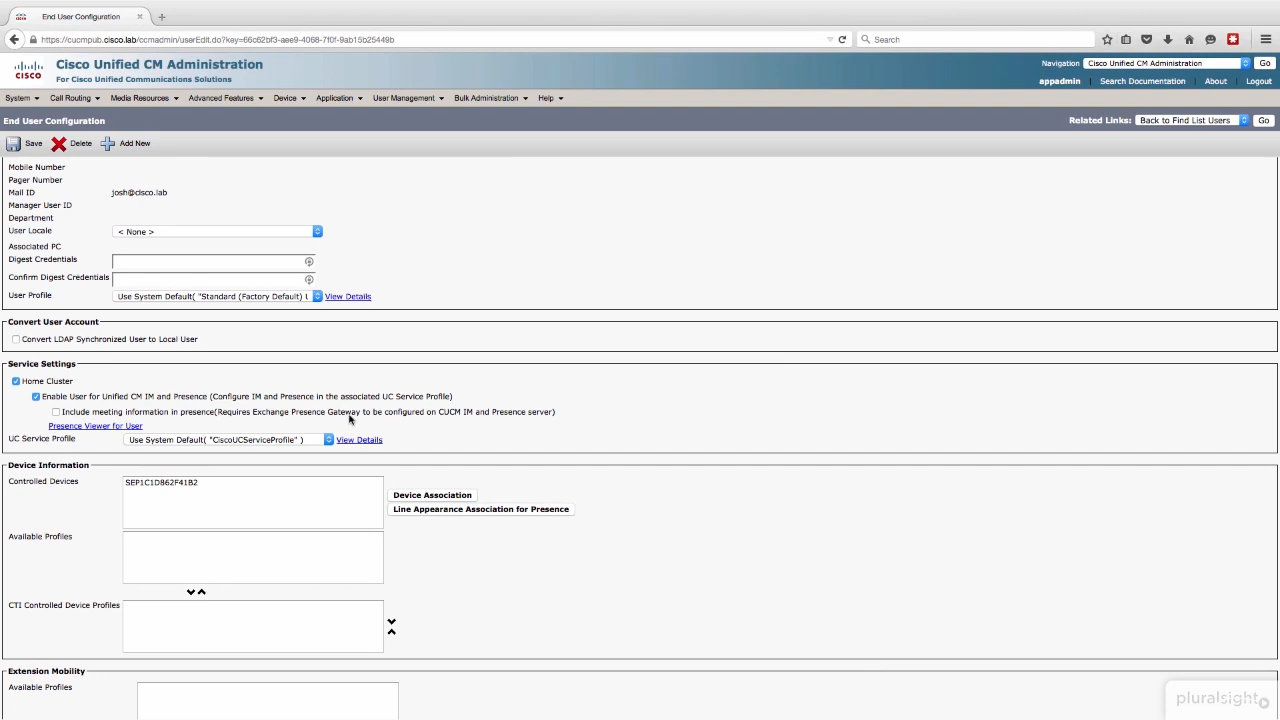 End User Configuration
https://cucmpub.cisco.lab/ccmadmin/userEdit.do?key=66c62bf3-aee9-4068-7f0f-9ab15b25449b
Search
CISCO
Cisco Unified CM Administration
For Cisco Unified Communications Solutions
Navigation Cisco Unified CM Administration Go
appadmin Search Documentation About Logout
System Call Routing Media Resources Advanced Features Device Application User Management Bulk Administration Help
End User Configuration
Related Links: Back to Find List Users Go
Save Delete Add New
Mobile Number
Pager Number
Mail ID josh@cisco.lab
Manager User ID
Department
User Locale < None >
Associated PC
Digest Credentials
Confirm Digest Credentials
User Profile Use System Default( "Standard (Factory Default) U View Details
Convert User Account
Convert LDAP Synchronized User to Local User
Service Settings
Home Cluster
Enable User for Unified CM IM and Presence (Configure IM and Presence in the associated UC Service Profile)
Include meeting information in presence(Requires Exchange Presence Gateway to be configured on CUCM IM and Presence server)
Presence Viewer for User
UC Service Profile Use System Default( "CiscoUCServiceProfile" ) View Details
Device Information
Controlled Devices SEP1C1D862F41B2
Device Association
Line Appearance Association for Presence
Available Profiles
CTI Controlled Device Profiles
Extension Mobility
Available Profiles
pluralsight